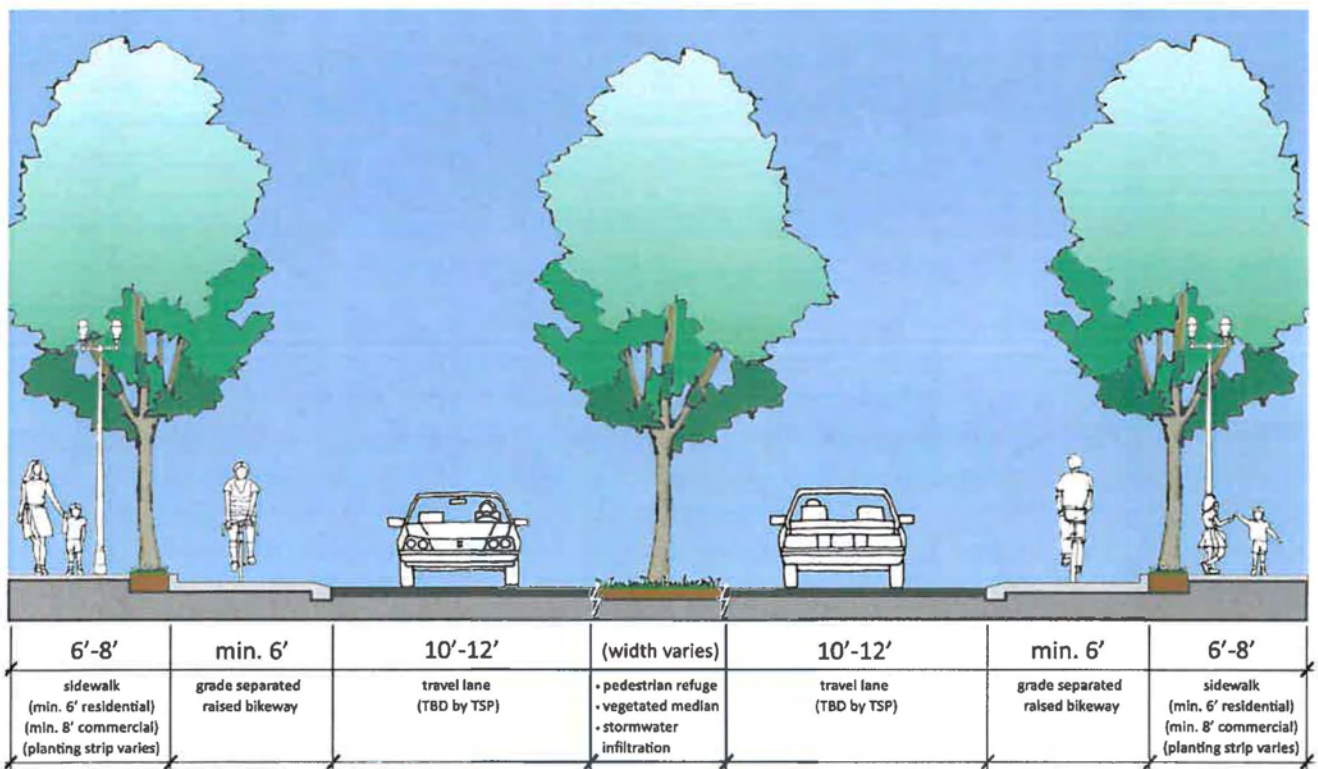 6'-8'
min. 6'
10'-12'
(width varies)
10'-12'
min. 6'
6'-8'
sidewalk
(min. 6' residential)
(min. 8' commercial)
(planting strip varies)
grade separated
raised bikeway
travel lane
(TBD by TSP)
• pedestrian refuge
• vegetated median
• stormwater
infiltration
travel lane
(TBD by TSP)
grade separated
raised bikeway
sidewalk
(min. 6' residential)
(min. 8' commercial)
(planting strip varies)